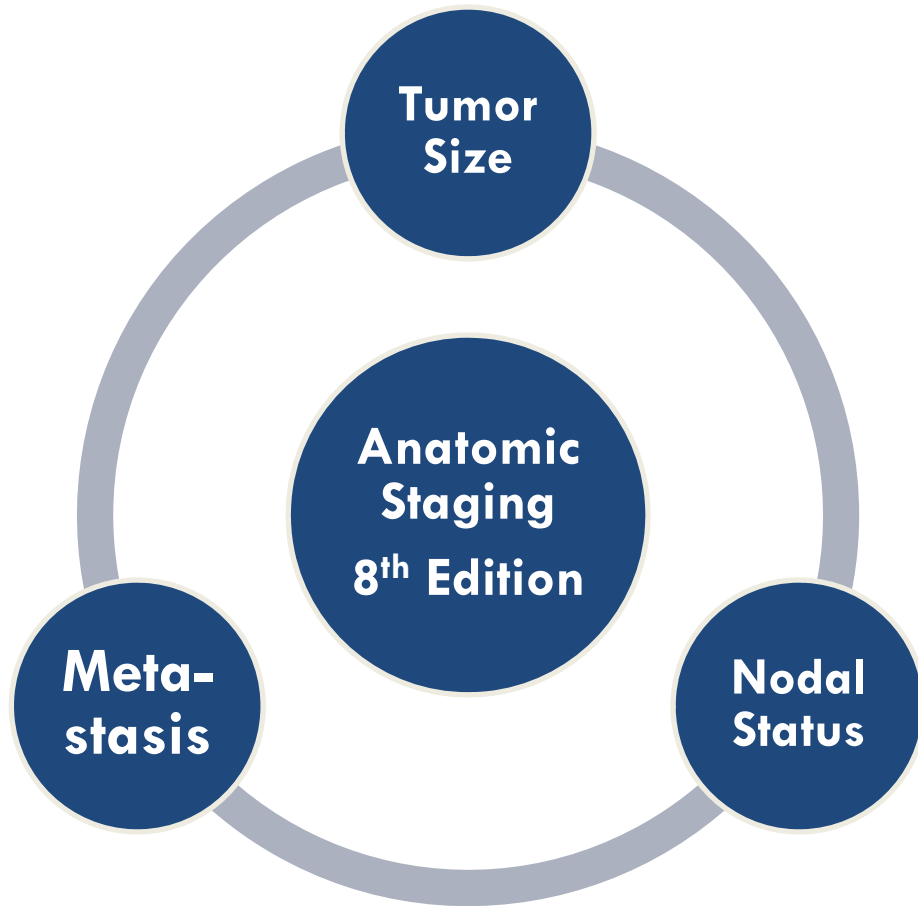 Tumor
Size
Anatomic
Staging
8th Edition
Meta-
stasis
Nodal
Status